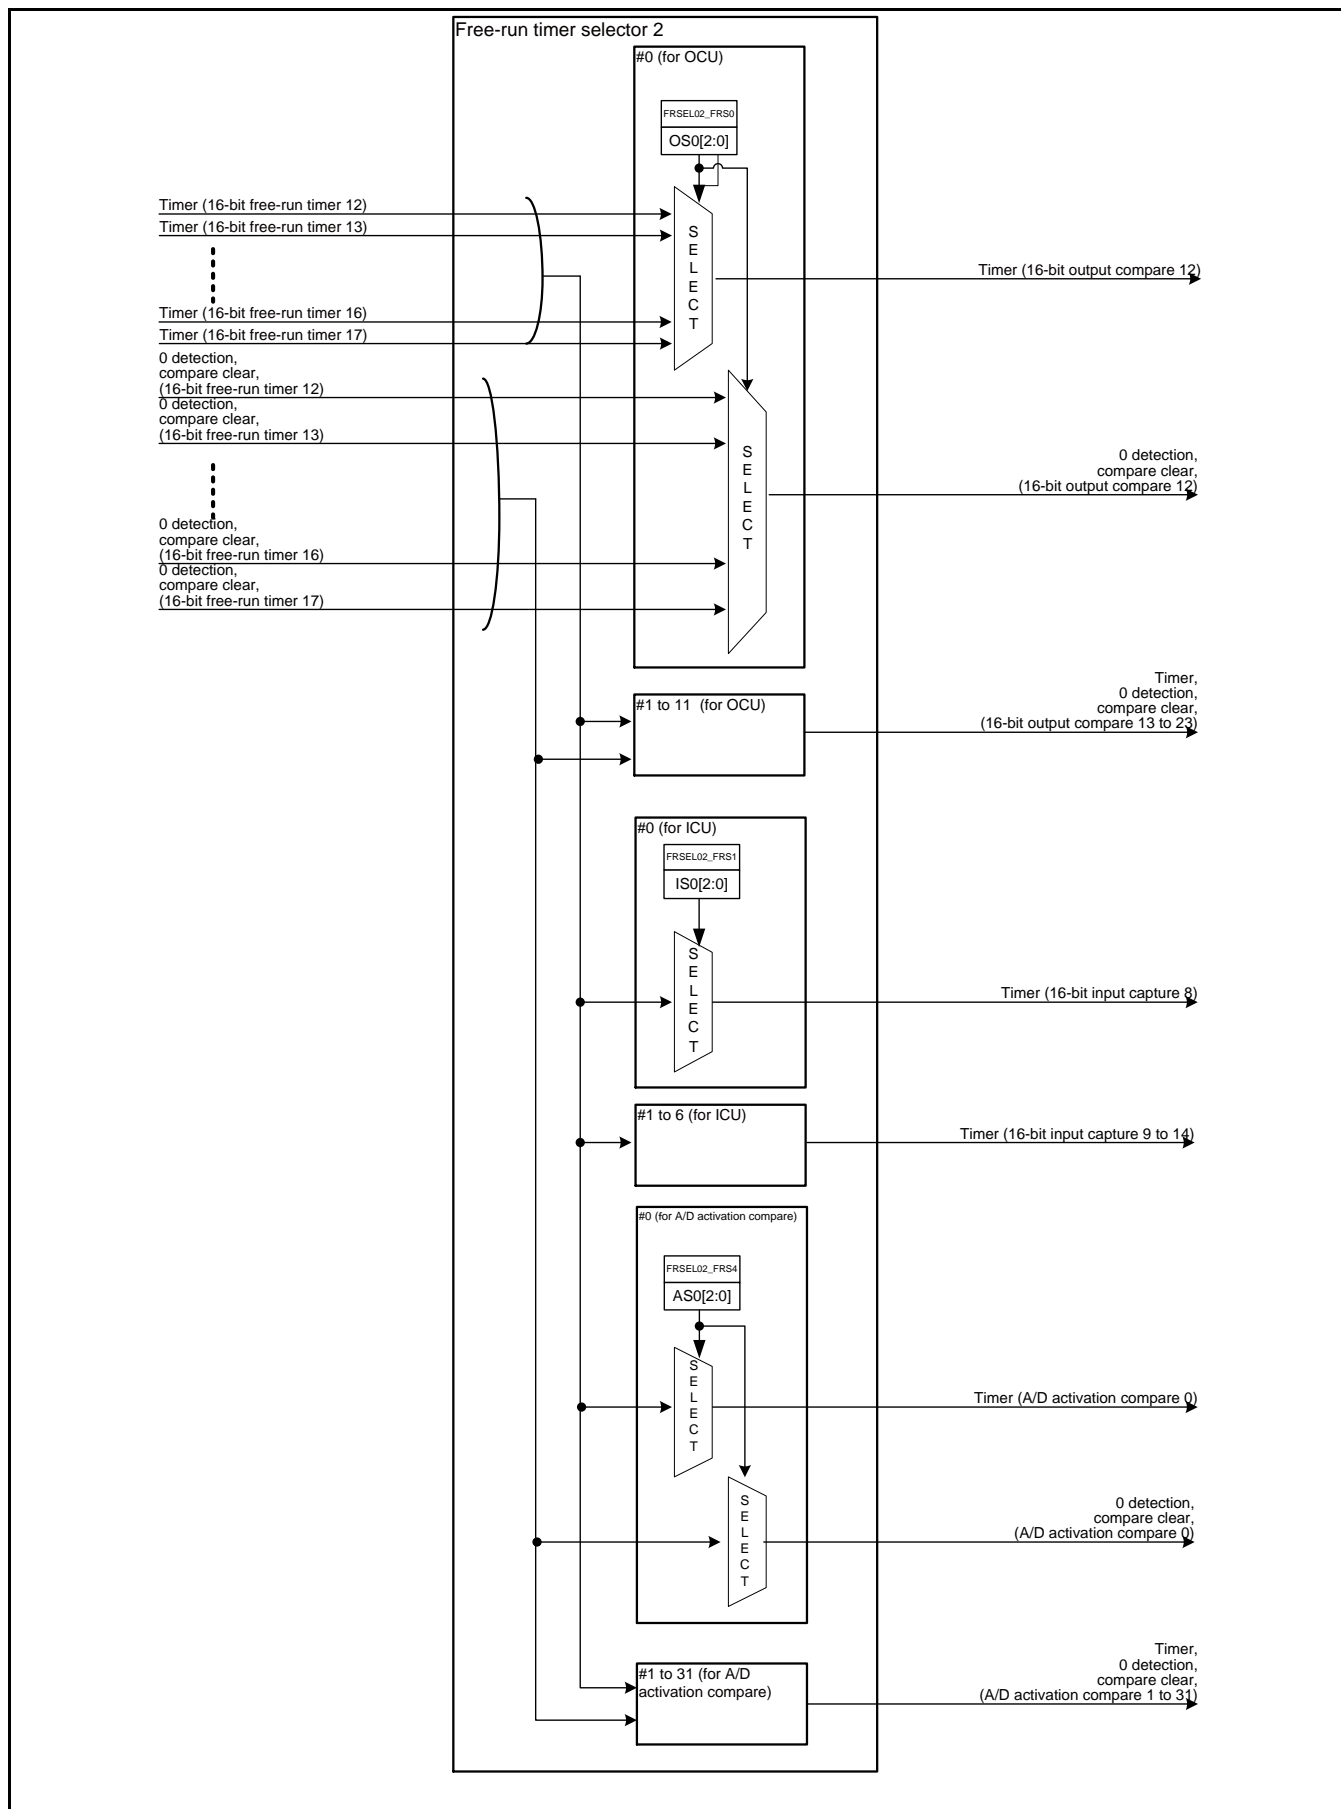 Free-run timer selector 2
#0 (for OCU)
FRSEL02_FRS0
OS0[2:0]
Timer (16-bit free-run timer 12)
Timer (16-bit free-run timer 13)
Timer (16-bit free-run timer 16)
Timer (16-bit free-run timer 17)
SELECT
Timer (16-bit output compare 12)
0 detection,
compare clear,
(16-bit free-run timer 12)
0 detection,
compare clear,
(16-bit free-run timer 13)
0 detection,
compare clear,
(16-bit free-run timer 16)
0 detection,
compare clear,
(16-bit free-run timer 17)
SELECT
0 detection,
compare clear,
(16-bit output compare 12)
#1 to 11 (for OCU)
Timer,
0 detection,
compare clear,
(16-bit output compare 13 to 23)
#0 (for ICU)
FRSEL02_FRS1
IS0[2:0]
SELECT
Timer (16-bit input capture 8)
#1 to 6 (for ICU)
Timer (16-bit input capture 9 to 14)
#0 (for A/D activation compare)
FRSEL02_FRS4
AS0[2:0]
SELECT
Timer (A/D activation compare 0)
SELECT
0 detection,
compare clear,
(A/D activation compare 0)
#1 to 31 (for A/D
activation compare)
Timer,
0 detection,
compare clear,
(A/D activation compare 1 to 31)